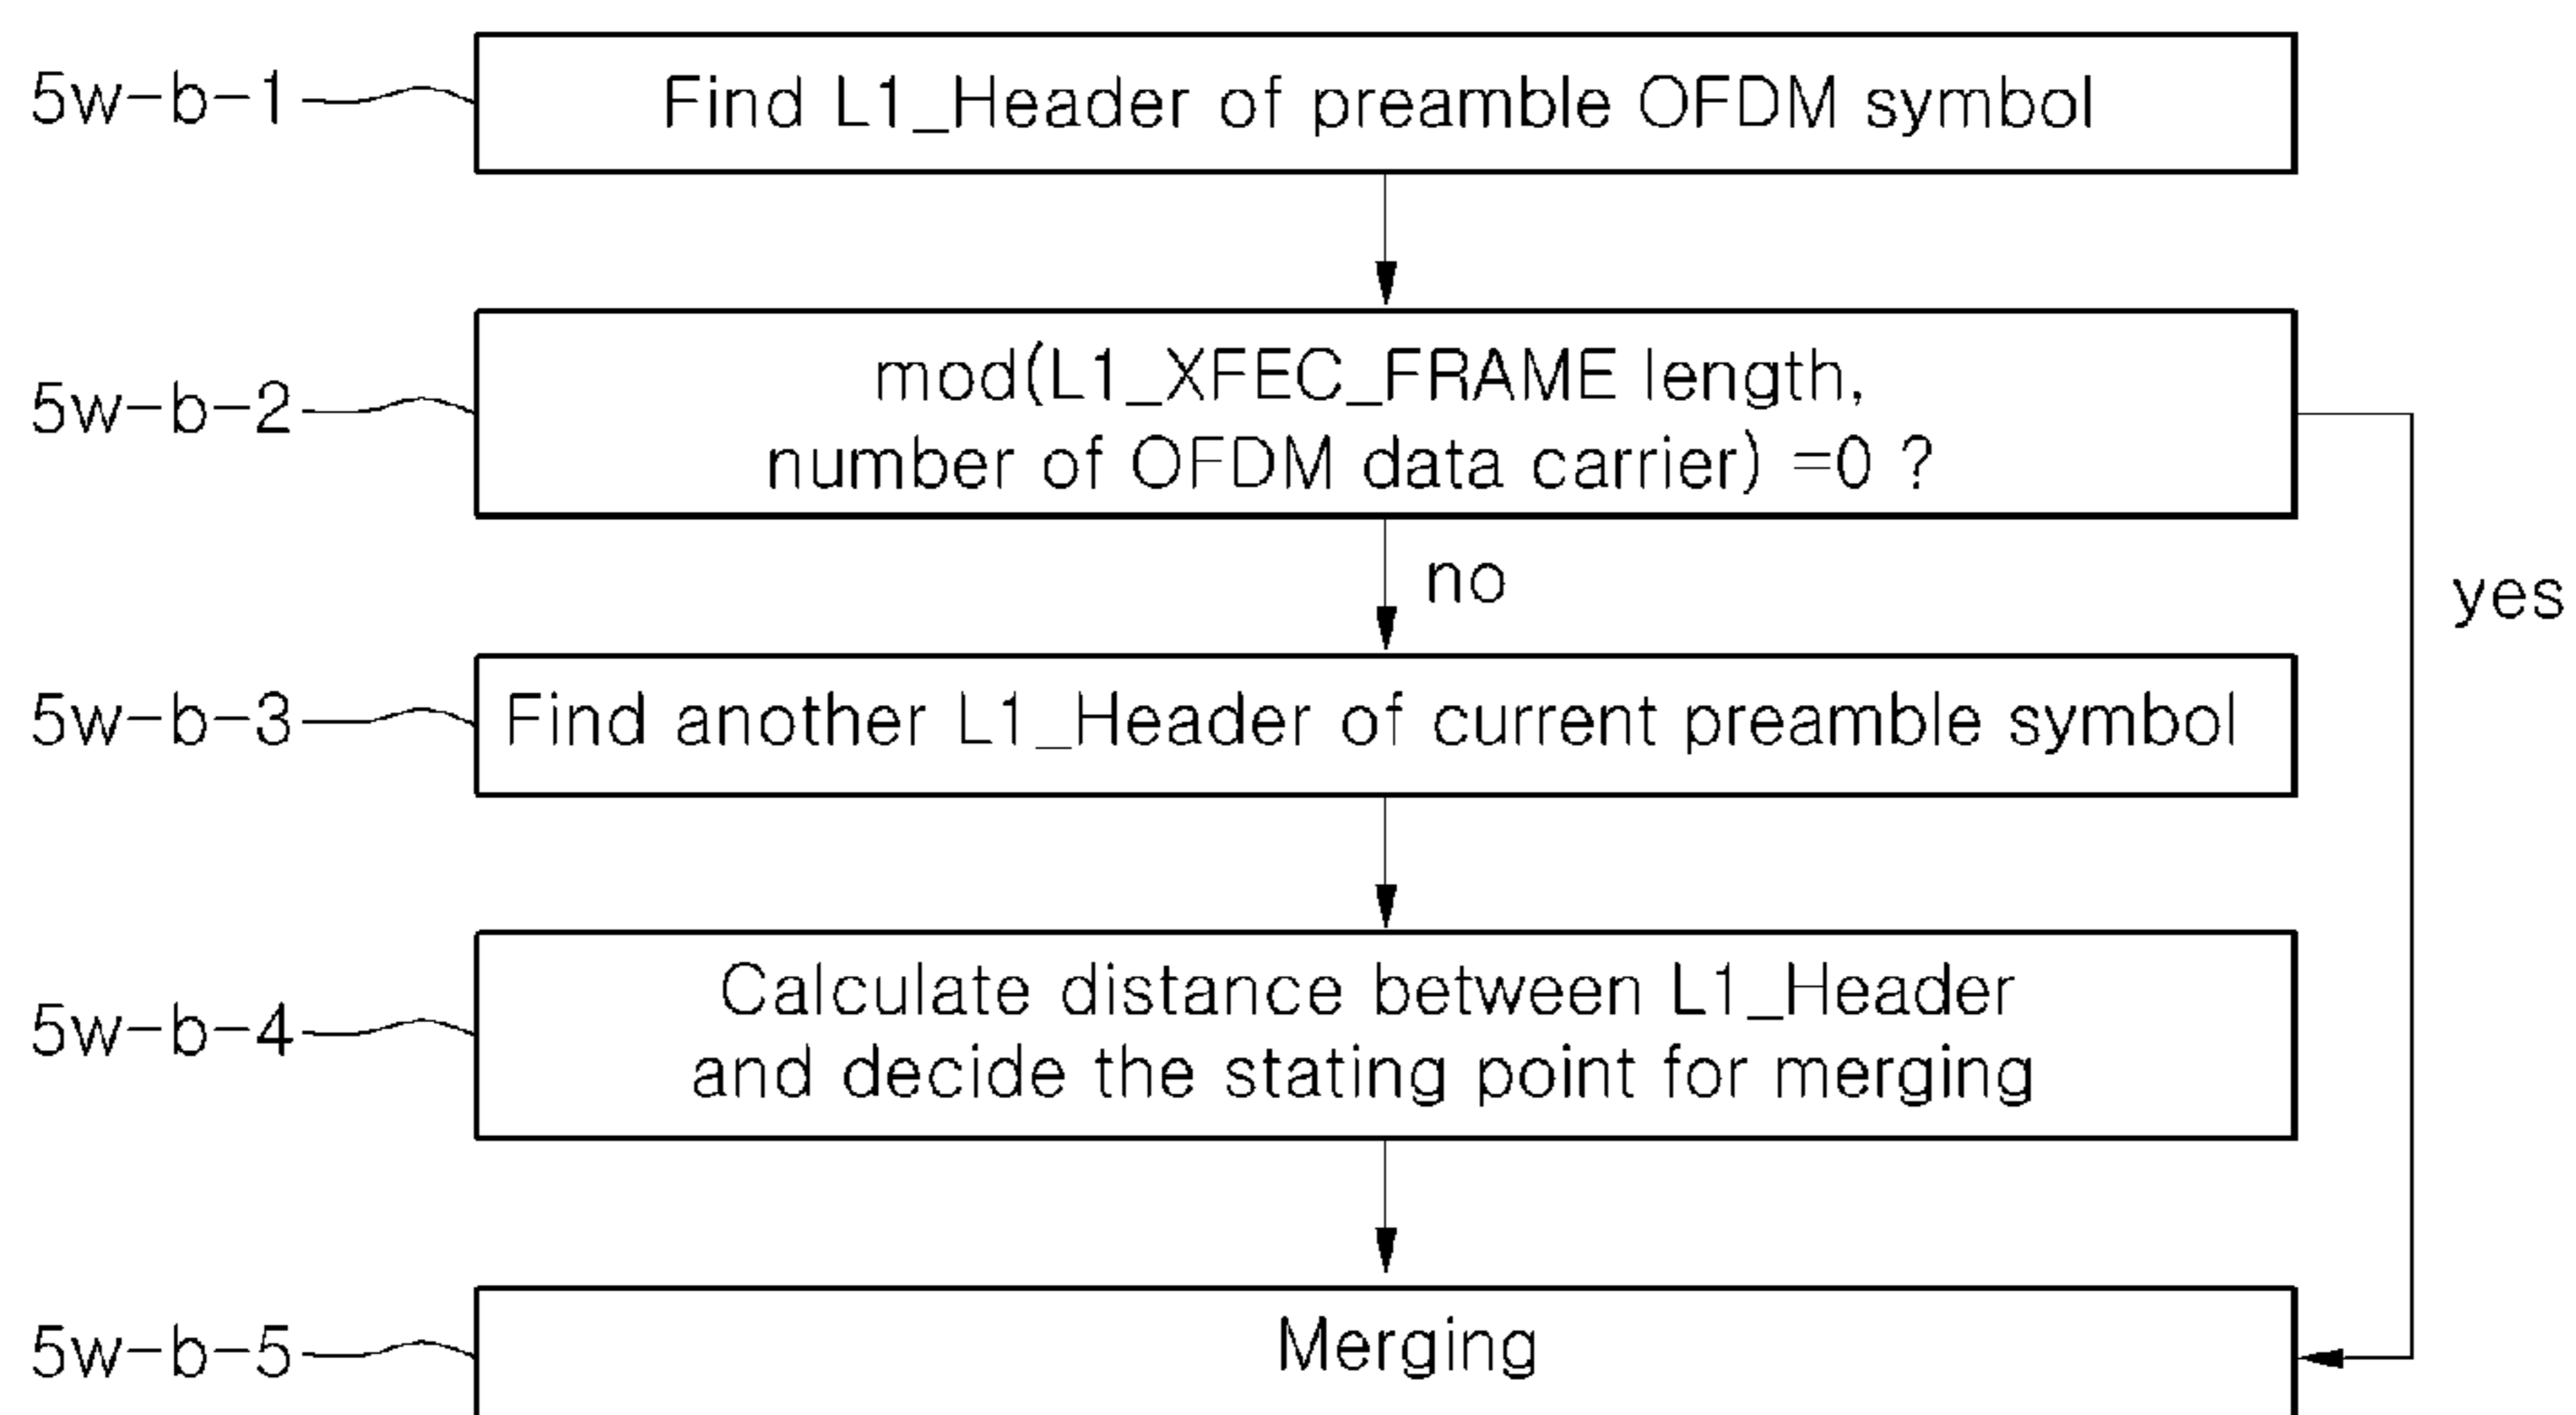 5w-b-1
Find L1_Header of preamble OFDM symbol
5w-b-2
mod(L1_XFEC_FRAME length,
number of OFDM data carrier) =0 ?
no
yes
5w-b-3
Find another L1_Header of current preamble symbol
5w-b-4
Calculate distance between L1_Header
and decide the stating point for merging
5w-b-5
Merging